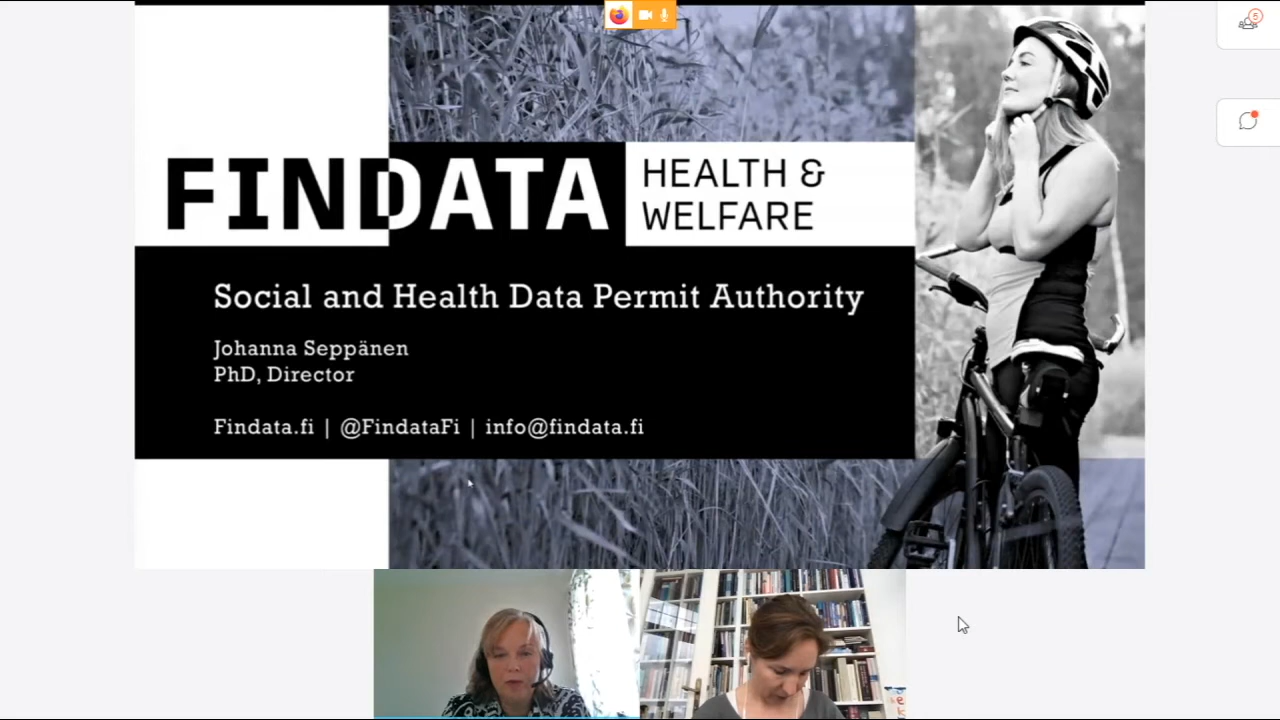 5
FINDATA
HEALTH &
WELFARE
Social and Health Data Permit Authority
Johanna Seppänen
PhD, Director
Findata.fi | @FindataFi | info@findata.fi